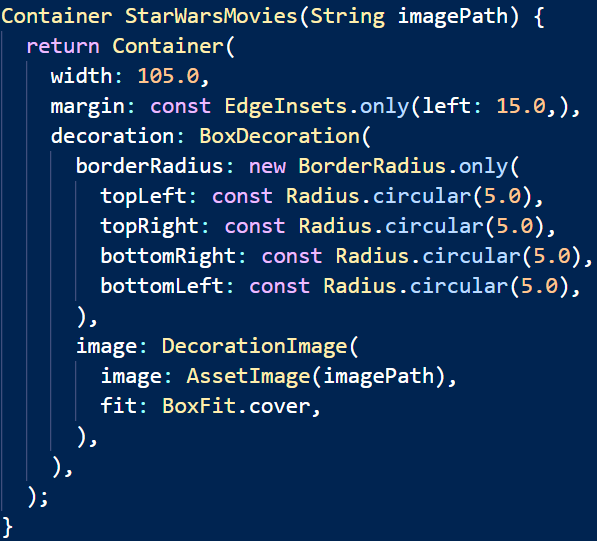 Container StarWarsMovies(String imagePath) {
  return Container(
    width: 105.0,
    margin: const EdgeInsets.only(left: 15.0,),
    decoration: BoxDecoration(
      borderRadius: new BorderRadius.only(
        topLeft: const Radius.circular(5.0),
        topRight: const Radius.circular(5.0),
        bottomRight: const Radius.circular(5.0),
        bottomLeft: const Radius.circular(5.0),
      ),
      image: DecorationImage(
        image: AssetImage(imagePath),
        fit: BoxFit.cover,
      ),
    ),
  );
}